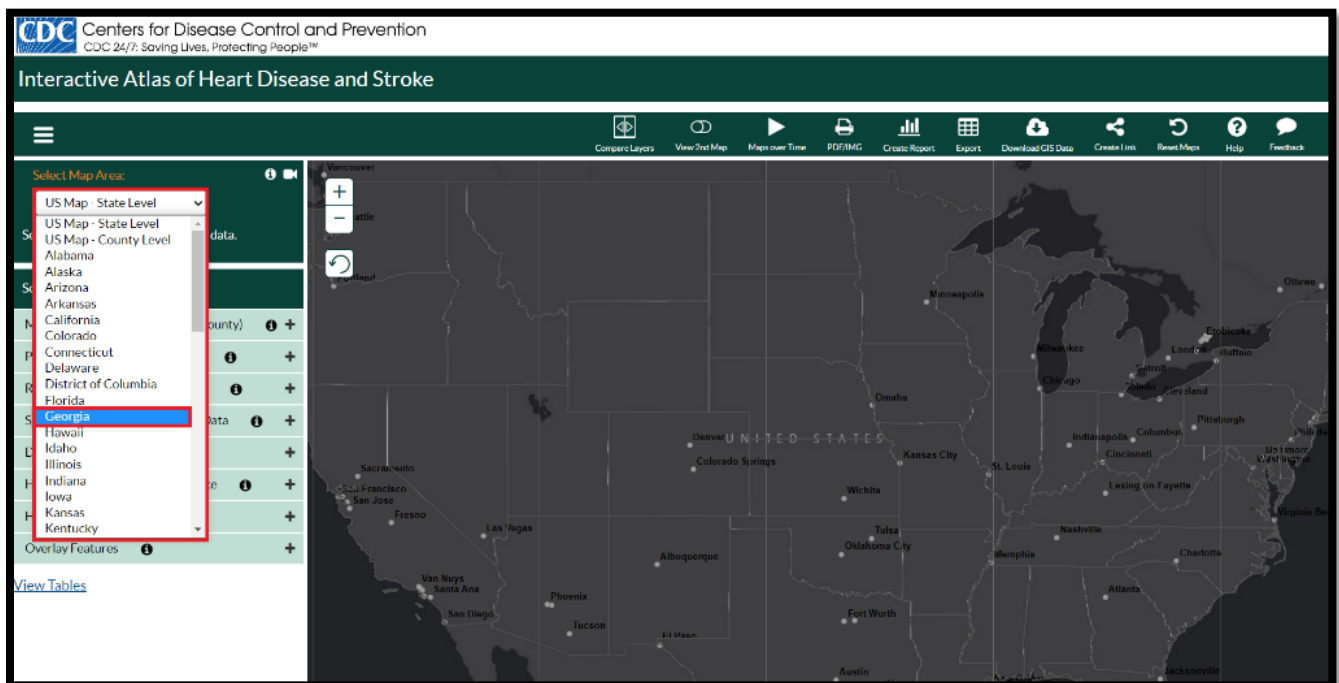 CDC Centers for Disease Control and Prevention
CDC 24/7: Saving Lives, Protecting People™
Interactive Atlas of Heart Disease and Stroke
Compare Layers View 2nd Map Maps over Time PDF/IMG Create Report Export Download GIS Data Create Link Reset Maps Help Feedback
Select Map Area:
US Map - State Level
US Map - State Level
US Map - County Level
data.
Alabama
Alaska
Arizona
Arkansas
California
Colorado
Connecticut
Delaware
District of Columbia
Florida
Georgia
Hawaii
Idaho
Illinois
Indiana
Iowa
Kansas
Kentucky
Overlay Features
View Tables
Vancouver
Portland
Minneapolis
Ottawa
Etobicoke
Milwaukee
London
Buffalo
Chicago
Toledo
Cleveland
Omaha
Pittsburgh
Denver
UNITED STATES
Indianapolis
Columbus
Colorado Springs
Kansas City
Cincinnati
Baltimore
Washington
St. Louis
Sacramento
San Francisco
San Jose
Wichita
Lexington-Fayette
Fresno
Las Vegas
Tulsa
Nashville
Oklahoma City
Albuquerque
Memphis
Charlotte
Van Nuys
Santa Ana
Phoenix
Atlanta
San Diego
Fort Worth
Tucson
El Paso
Austin
Jacksonville